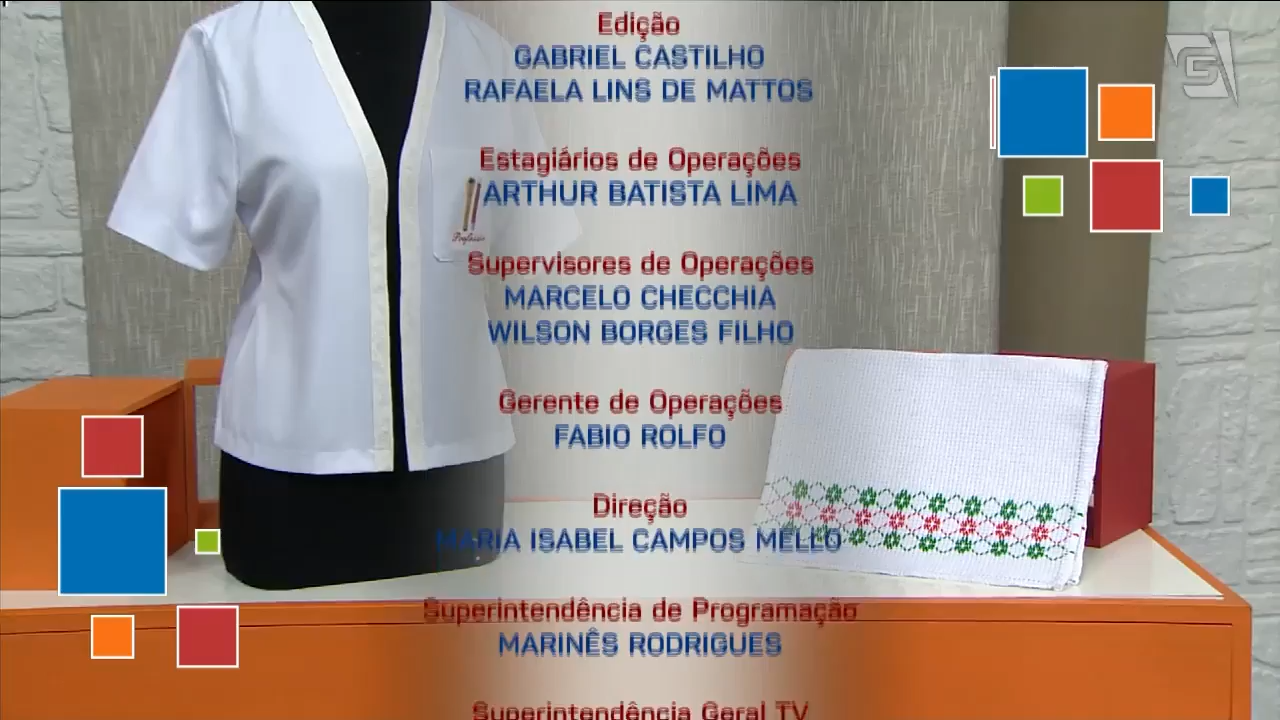 Edição
GABRIEL CASTILHO
RAFAELA LINS DE MATTOS
Estagiários de Operações
ARTHUR BATISTA LIMA
Supervisores de Operações
MARCELO CHECCHIA
WILSON BORGES FILHO
Gerente de Operações
FABIO ROLFO
Direção
MARIA ISABEL CAMPOS MELLO
Superintendência de Programação
MARINÊS RODRIGUES
Superintendência Geral TV